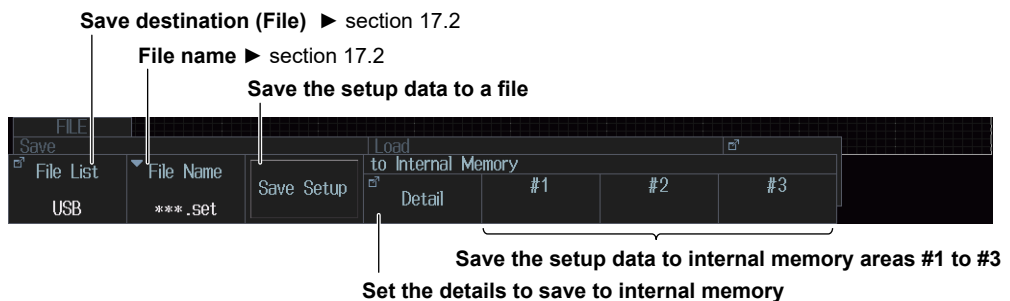 Save destination (File) ► section 17.2
File name ► section 17.2
Save the setup data to a file
FILE
Save
Load
to Internal Memory
File List
File Name
Save Setup
Detail
#1
#2
#3
USB
***.set
Save the setup data to internal memory areas #1 to #3
Set the details to save to internal memory